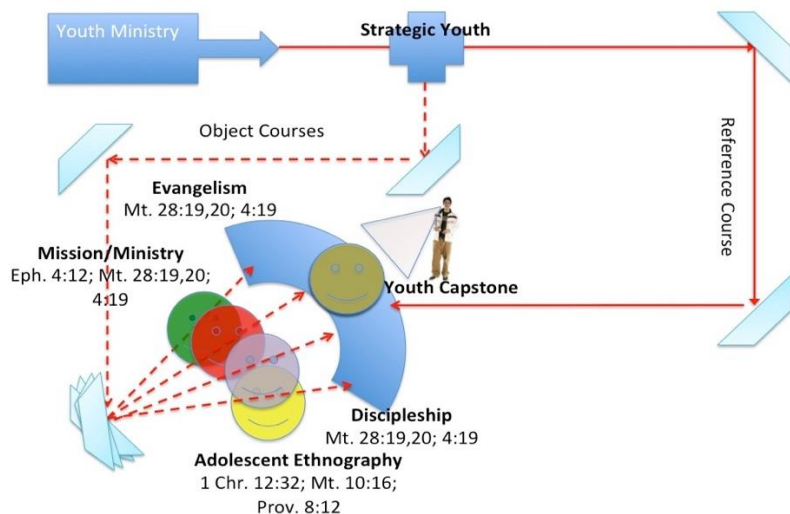 Youth Ministry
Strategic Youth
Object Courses
Reference Course
Evangelism
Mt. 28:19,20; 4:19
Mission/Ministry
Eph. 4:12; Mt. 28:19,20;
4:19
Youth Capstone
Discipleship
Mt. 28:19,20; 4:19
Adolescent Ethnography
1 Chr. 12:32; Mt. 10:16;
Prov. 8:12